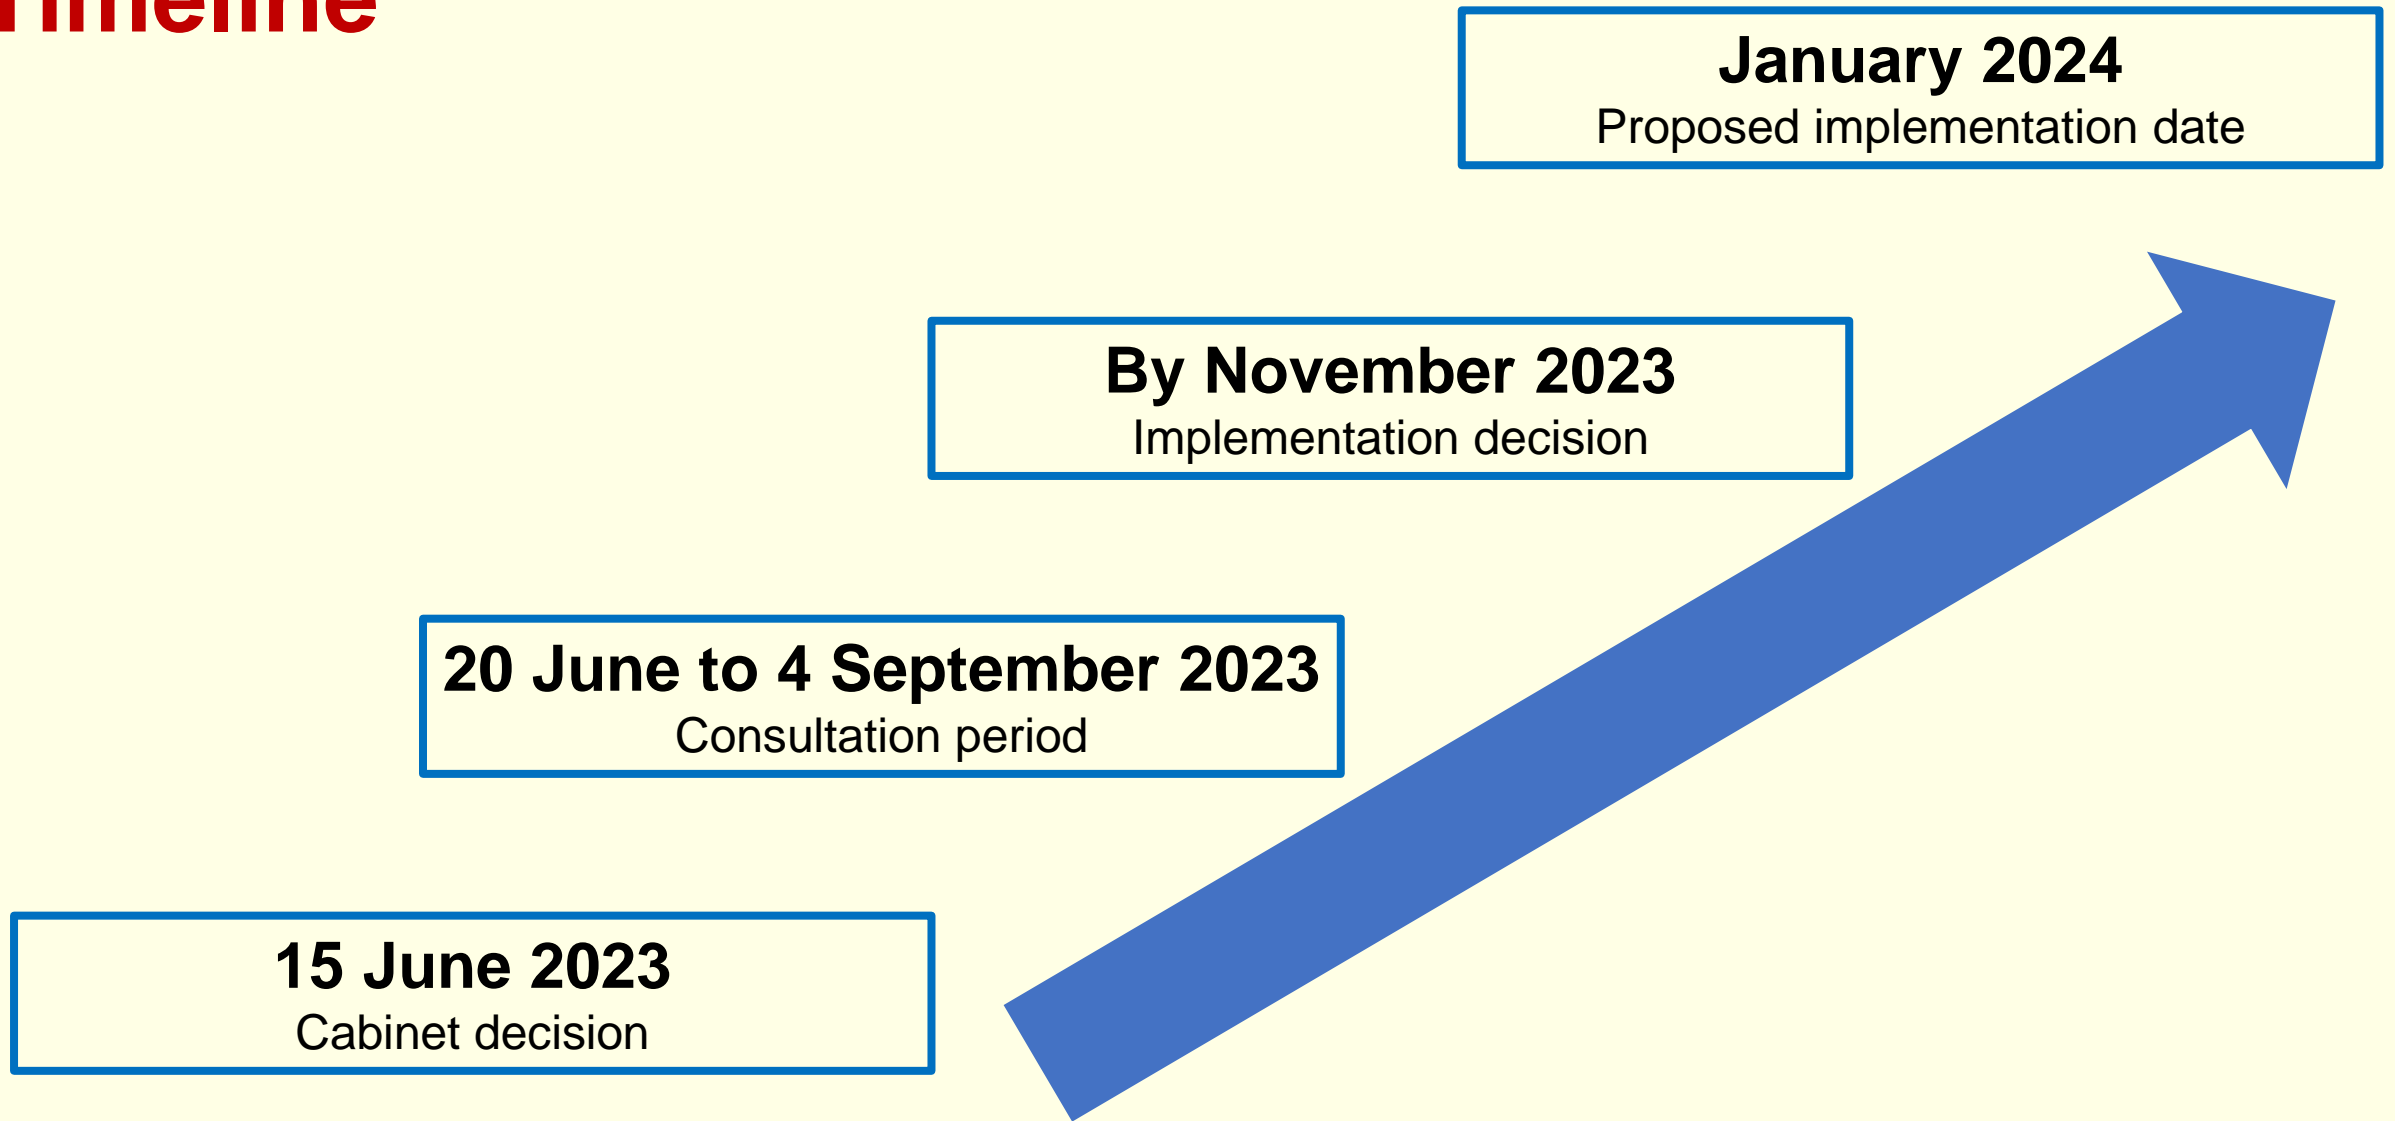 Timeline
January 2024
Proposed implementation date
By November 2023
Implementation decision
20 June to 4 September 2023
Consultation period
15 June 2023
Cabinet decision